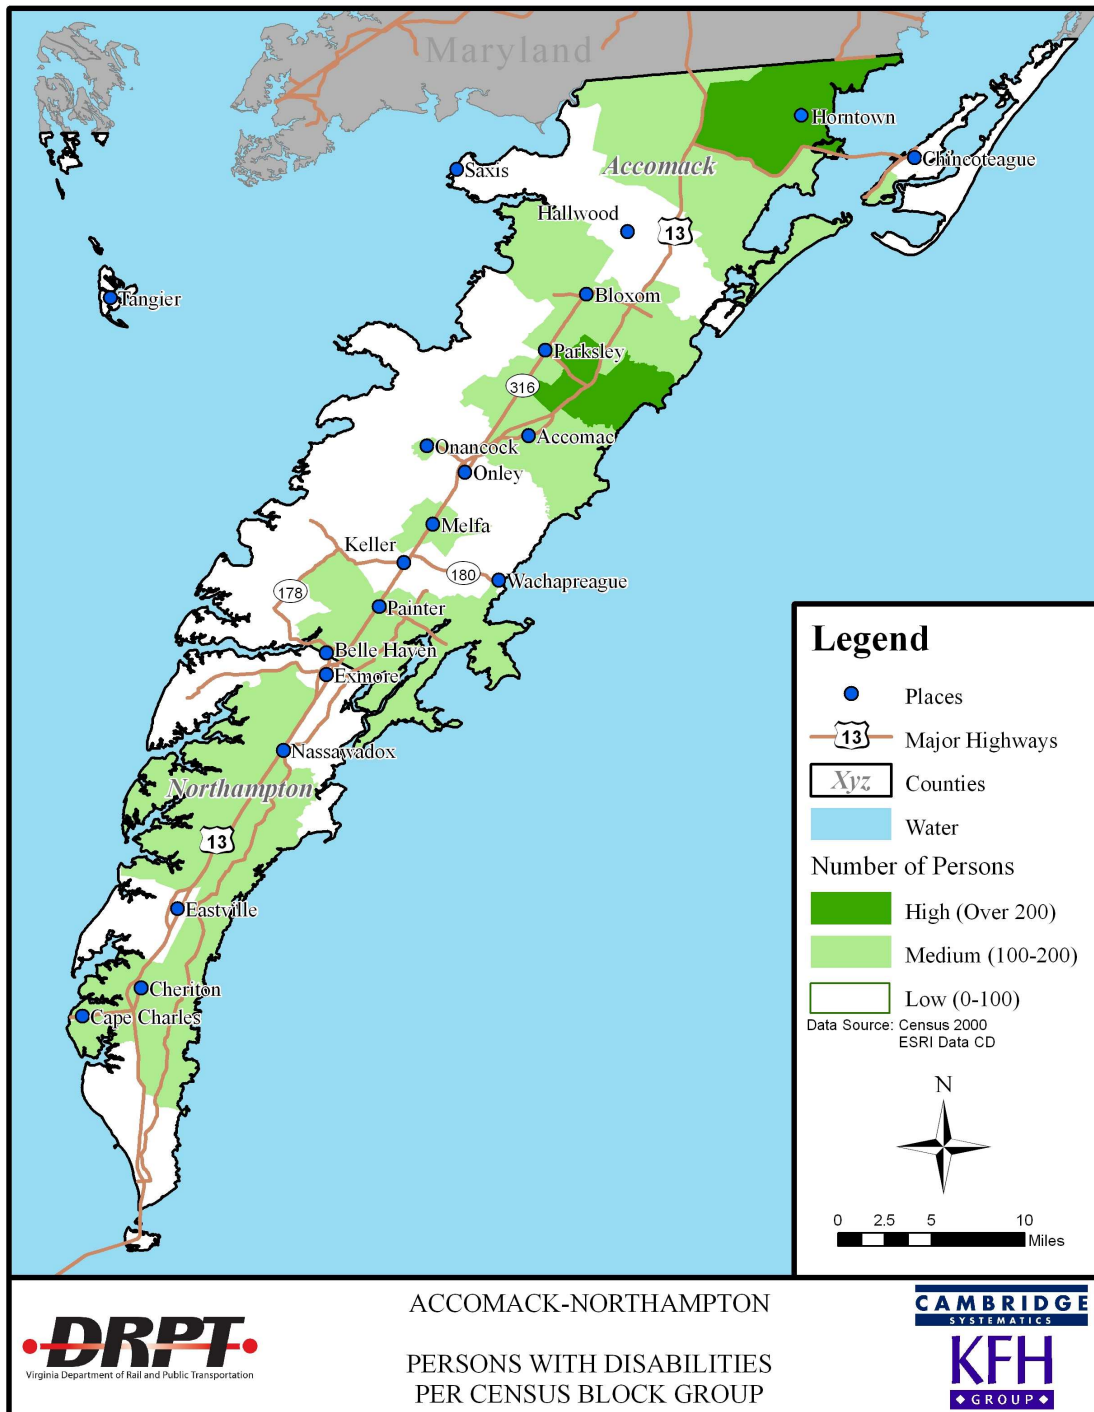 Maryland
Horntown
Chincoteague
Saxis
Accomack
Hallwood
13
Tangier
Bloxom
Parksley
316
Accomac
Onancock
Onley
Melfa
Keller
180
Wachapreague
178
Painter
Belle Haven
Exmore
Nassawadox
Northampton
13
Eastville
Cheriton
Cape Charles
Legend
Places
13
Major Highways
Xyz
Counties
Water
Number of Persons
High (Over 200)
Medium (100-200)
Low (0-100)
Data Source: Census 2000
ESRI Data CD
N
0 2.5 5 10
Miles
DRPT
Virginia Department of Rail and Public Transportation
ACCOMACK-NORTHAMPTON
PERSONS WITH DISABILITIES
PER CENSUS BLOCK GROUP
CAMBRIDGE
SYSTEMATICS
KFH
GROUP